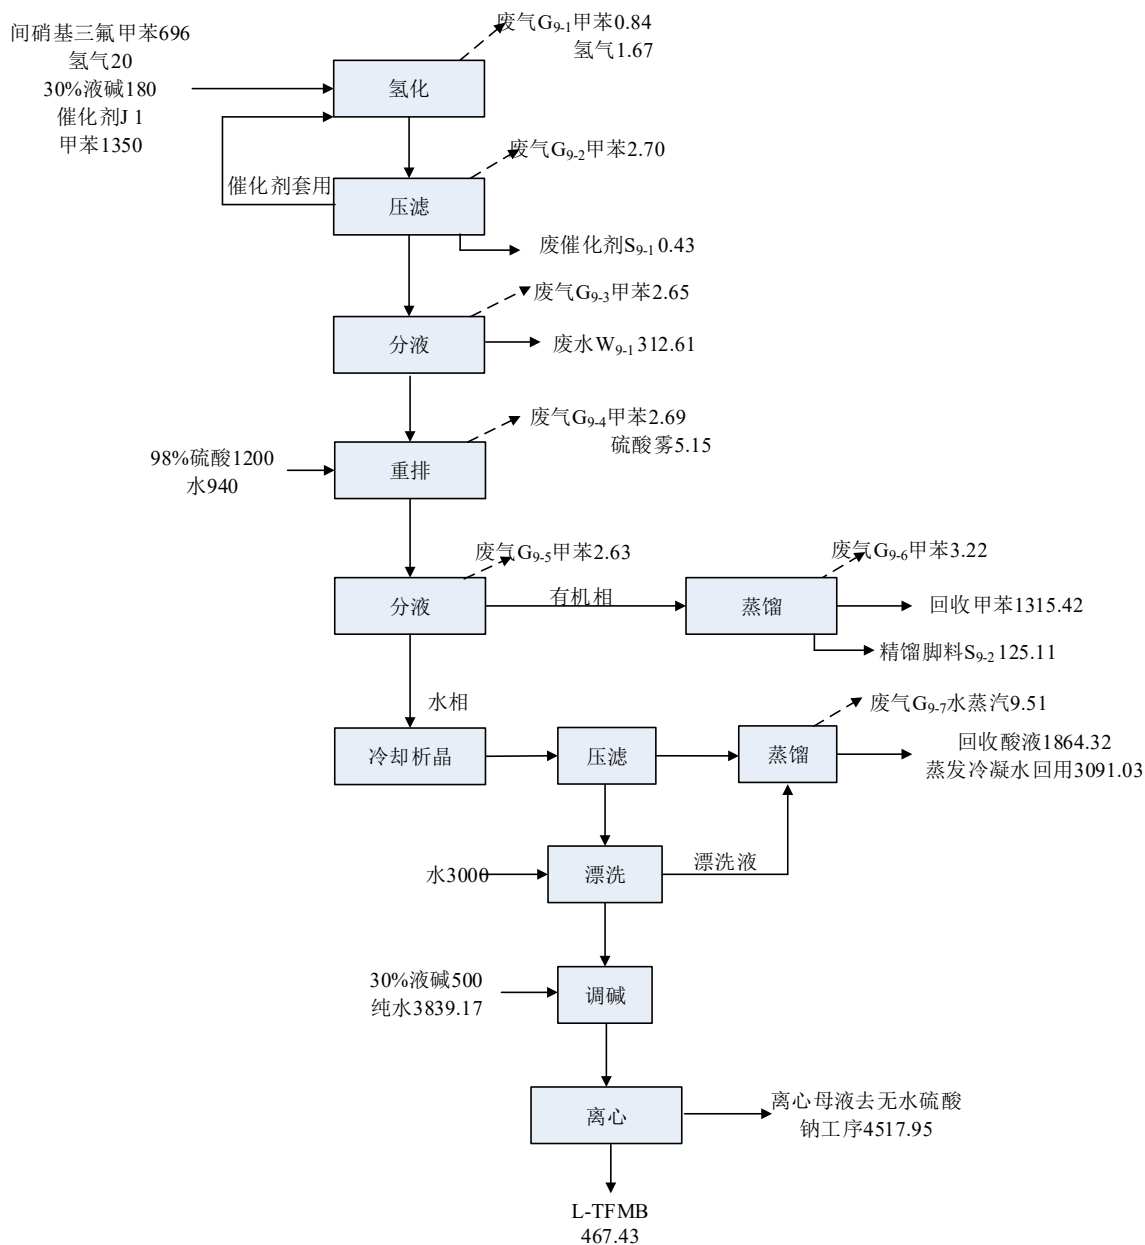 间硝基三氟甲苯696
氢气20
30%液碱180
催化剂J 1
甲苯1350
废气G9-1甲苯0.84
氢气1.67
氢化
催化剂套用
废气G9-2甲苯2.70
压滤
废催化剂S9-1 0.43
废气G9-3甲苯2.65
分液
废水W9-1 312.61
废气G9-4甲苯2.69
硫酸雾5.15
98%硫酸1200
水940
重排
废气G9-5甲苯2.63
分液
有机相
废气G9-6甲苯3.22
蒸馏
回收甲苯1315.42
精馏脚料S9-2 125.11
水相
冷却析晶
压滤
废气G9-7水蒸汽9.51
蒸馏
回收酸液1864.32
蒸发冷凝水回用3091.03
水3000
漂洗
漂洗液
30%液碱500
纯水3839.17
调碱
离心
离心母液去无水硫酸
钠工序4517.95
L-TFMB
467.43